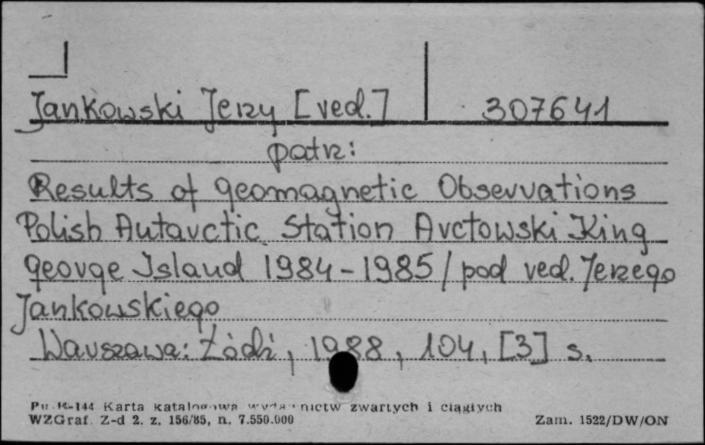 Jankowski Jerzy [red.] 307641
patrz:
Results of geomagnetic Observations
Polish Antarctic Station Arctowski King
George Island 1984-1985 / pod red. Jerzego
Jankowskiego
Warszawa: Łódź, 1988, 104, [3] s.
Pu K-144 Karta katalogowa wydawnictw zwartych i ciągłych
WZGraf. Z-d 2. z. 156/85, n. 7.550.000 Zam. 1522/DW/ON